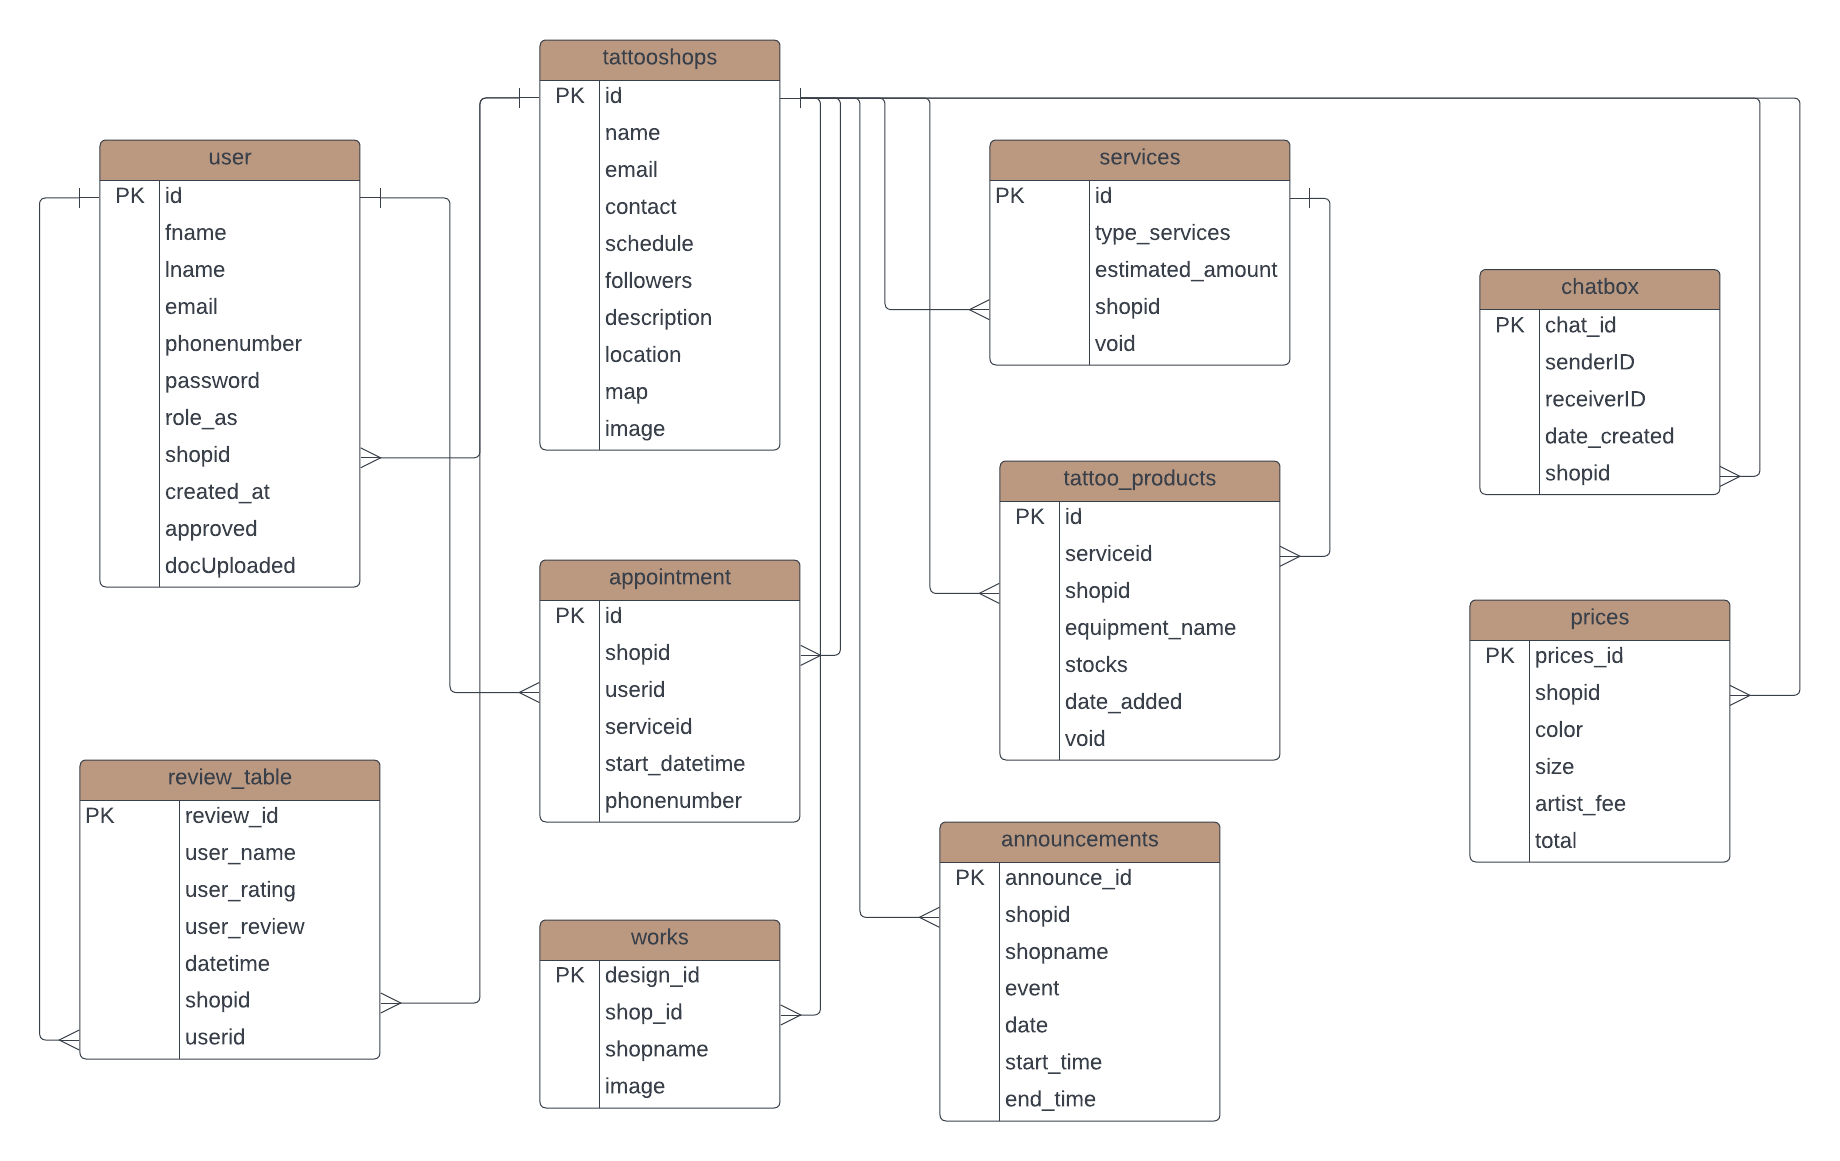 tattooshops
PK id
name
email
contact
schedule
followers
description
location
map
image
user
PK id
fname
lname
email
phonenumber
password
role_as
shopid
created_at
approved
docUploaded
services
PK id
type_services
estimated_amount
shopid
void
chatbox
PK chat_id
senderID
receiverID
date_created
shopid
tattoo_products
PK id
serviceid
shopid
equipment_name
stocks
date_added
void
appointment
PK id
shopid
userid
serviceid
start_datetime
phonenumber
prices
PK prices_id
shopid
color
size
artist_fee
total
review_table
PK review_id
user_name
user_rating
user_review
datetime
shopid
userid
announcements
PK announce_id
shopid
shopname
event
date
start_time
end_time
works
PK design_id
shop_id
shopname
image